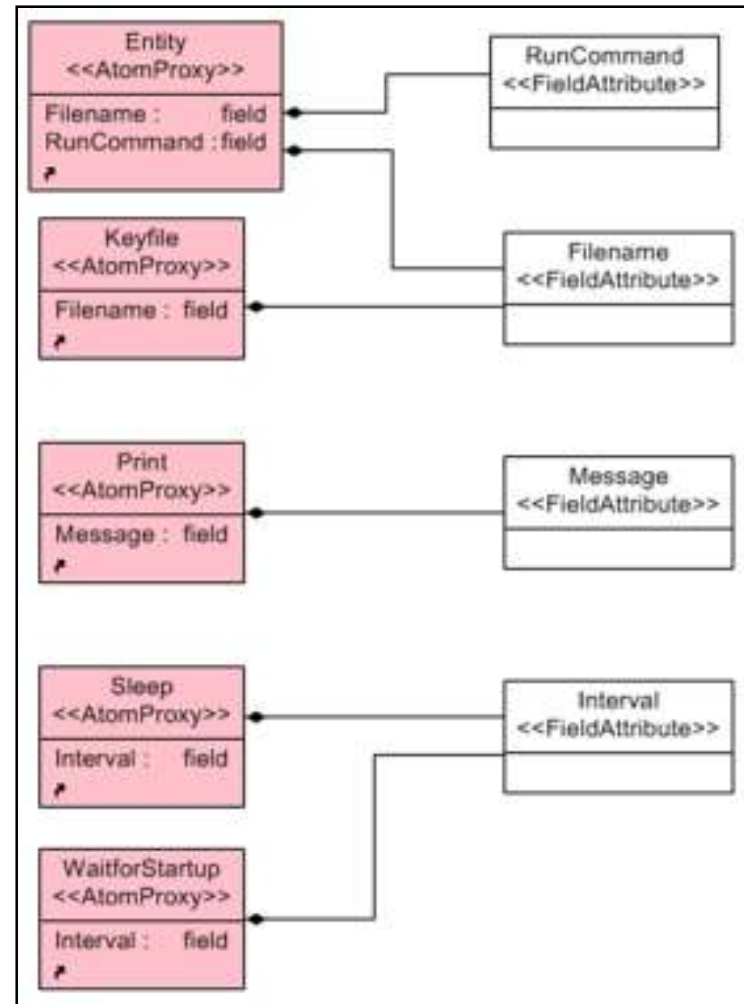 Entity
<<AtomProxy>>
Filename : field
RunCommand : field
RunCommand
<<FieldAttribute>>
Keyfile
<<AtomProxy>>
Filename : field
Filename
<<FieldAttribute>>
Print
<<AtomProxy>>
Message : field
Message
<<FieldAttribute>>
Sleep
<<AtomProxy>>
Interval : field
Interval
<<FieldAttribute>>
WaitforStartup
<<AtomProxy>>
Interval : field